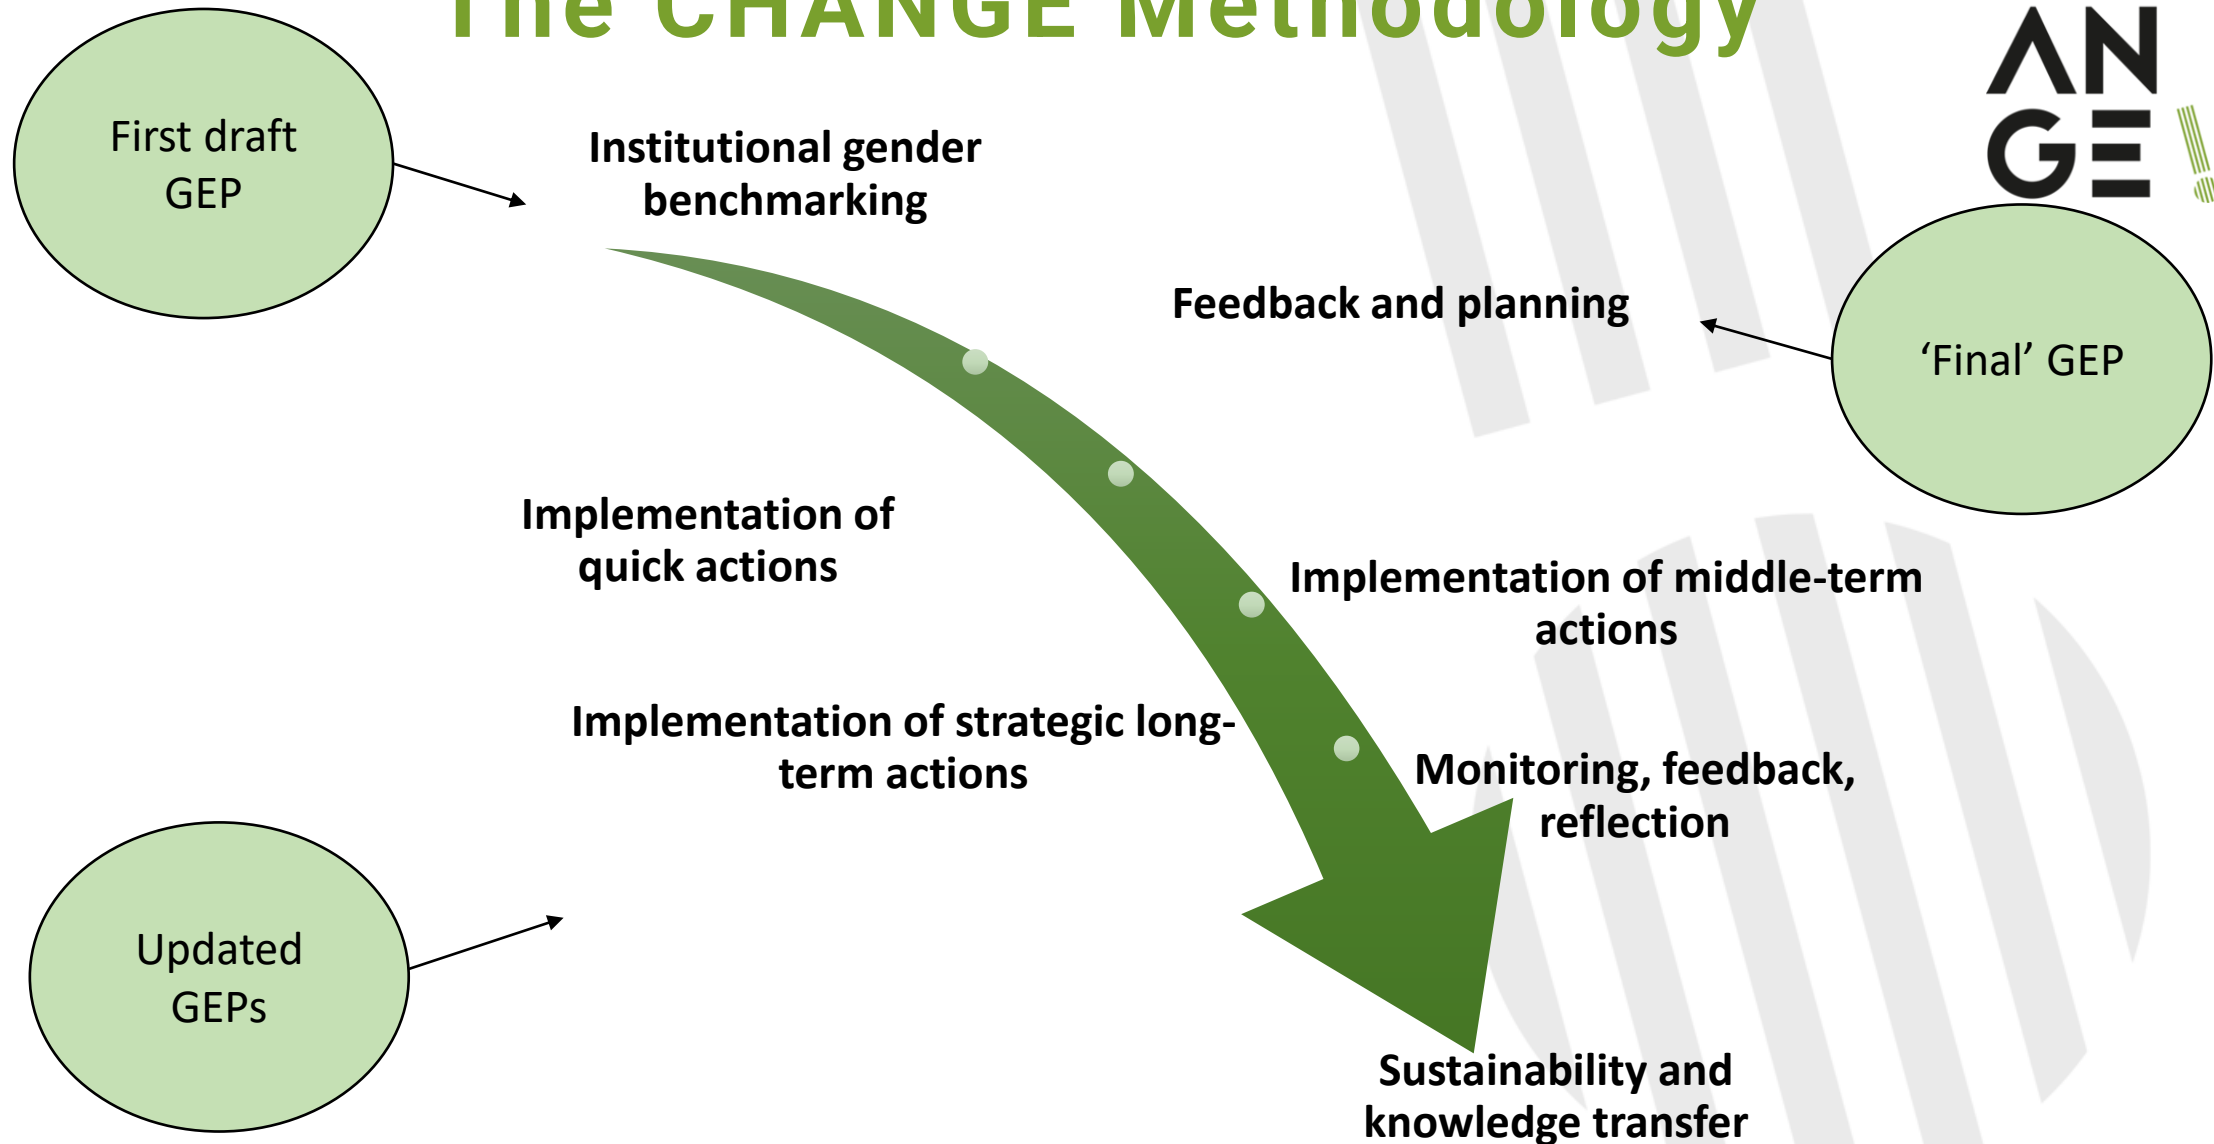 The CHANGE Methodology
AN
GE!
First draft
GEP
Institutional gender
benchmarking
Feedback and planning
‘Final’ GEP
Implementation of
quick actions
Implementation of middle-term
actions
Implementation of strategic long-
term actions
Monitoring, feedback,
reflection
Updated
GEPs
Sustainability and
knowledge transfer